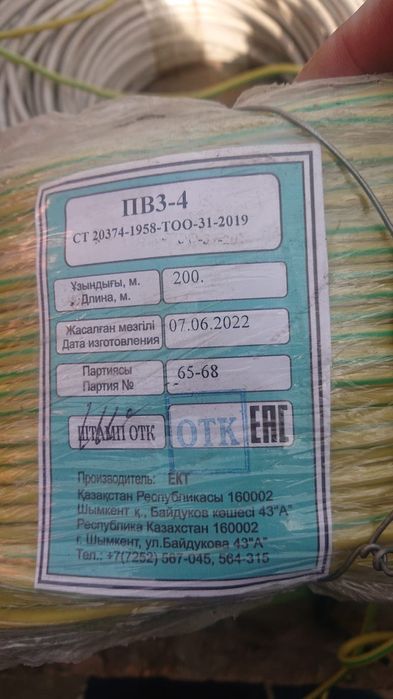 ПВ3-4
СТ 20374-1958-ТОО-31-2019
Ұзындығы, м.
Длина, м.
200.
Жасалған мезгілі
Дата изготовления
07.06.2022
Партиясы
Партия №
65-68
ШТАМП ОТК
ОТК
ЕАС
Производитель: ЕКТ
Қазақстан Республикасы 160002
Шымкент қ., Байдуков көшесі 43"А"
Республика Казахстан 160002
г. Шымкент, ул.Байдукова 43"А"
Тел.: +7(7252) 567-045, 564-315